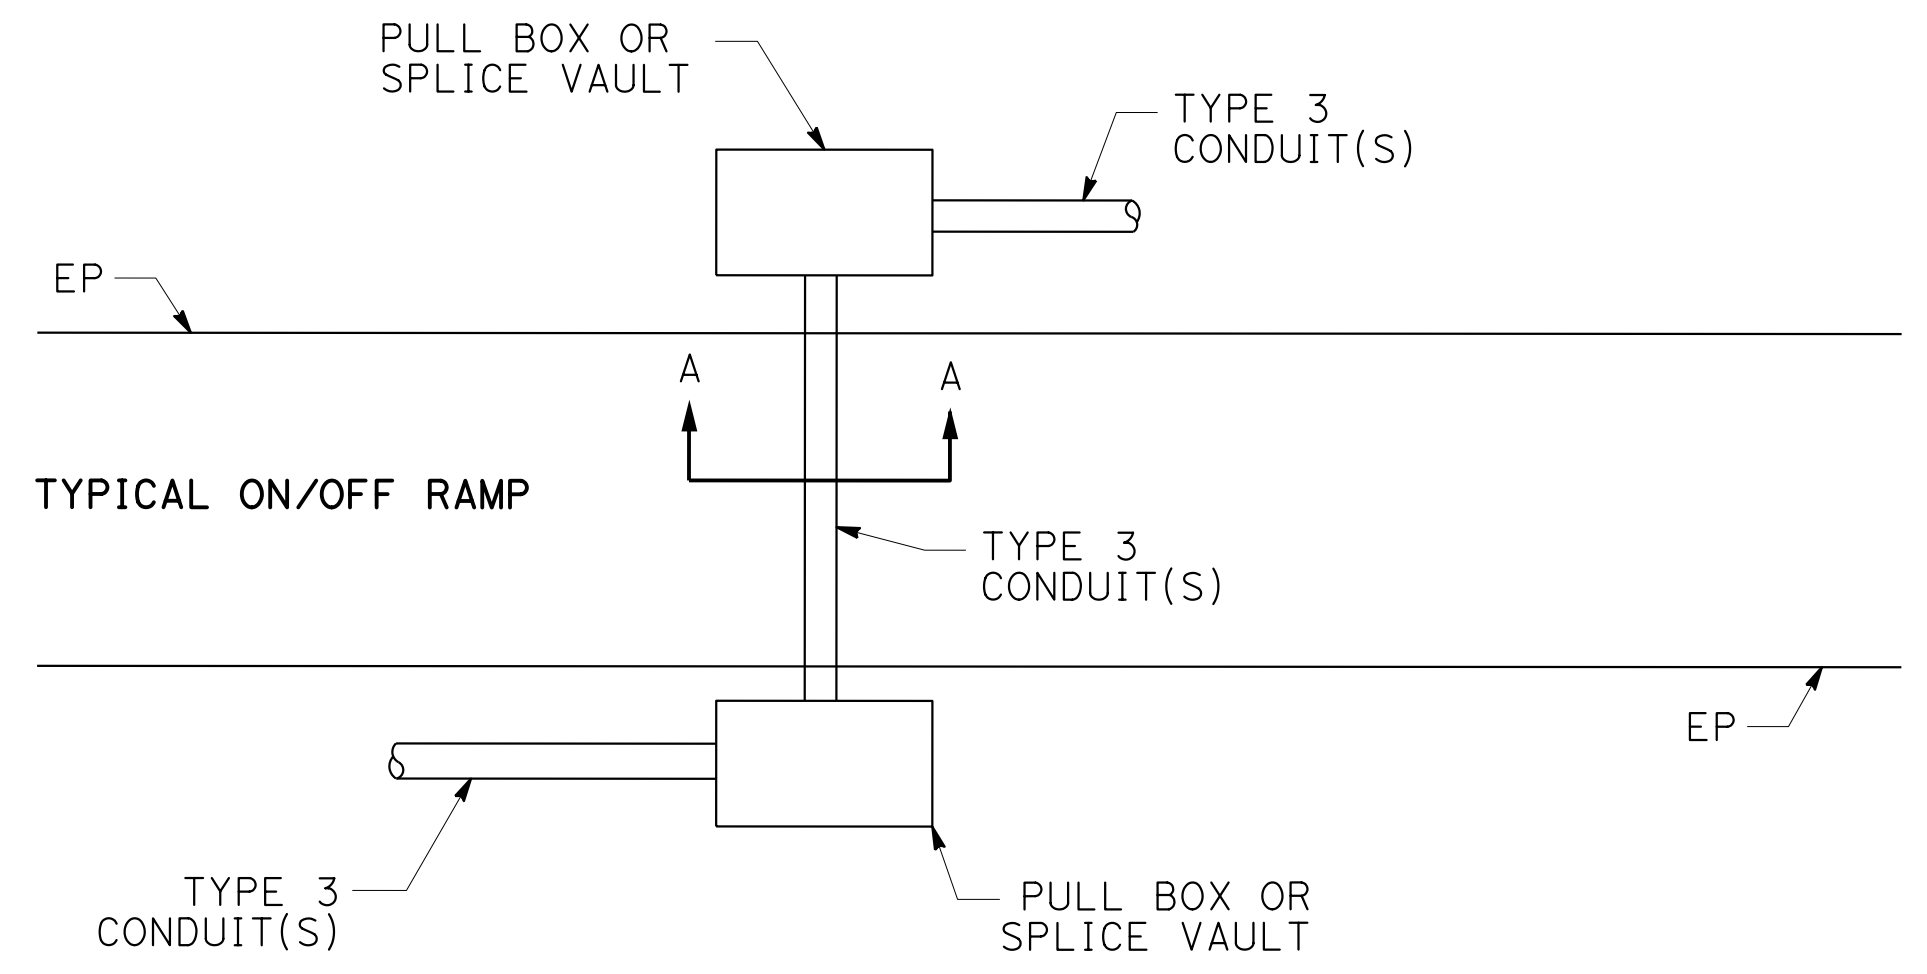 PULL BOX OR
SPLICE VAULT
TYPE 3
CONDUIT(S)
EP
A
A
TYPICAL ON/OFF RAMP
TYPE 3
CONDUIT(S)
EP
TYPE 3
CONDUIT(S)
PULL BOX OR
SPLICE VAULT